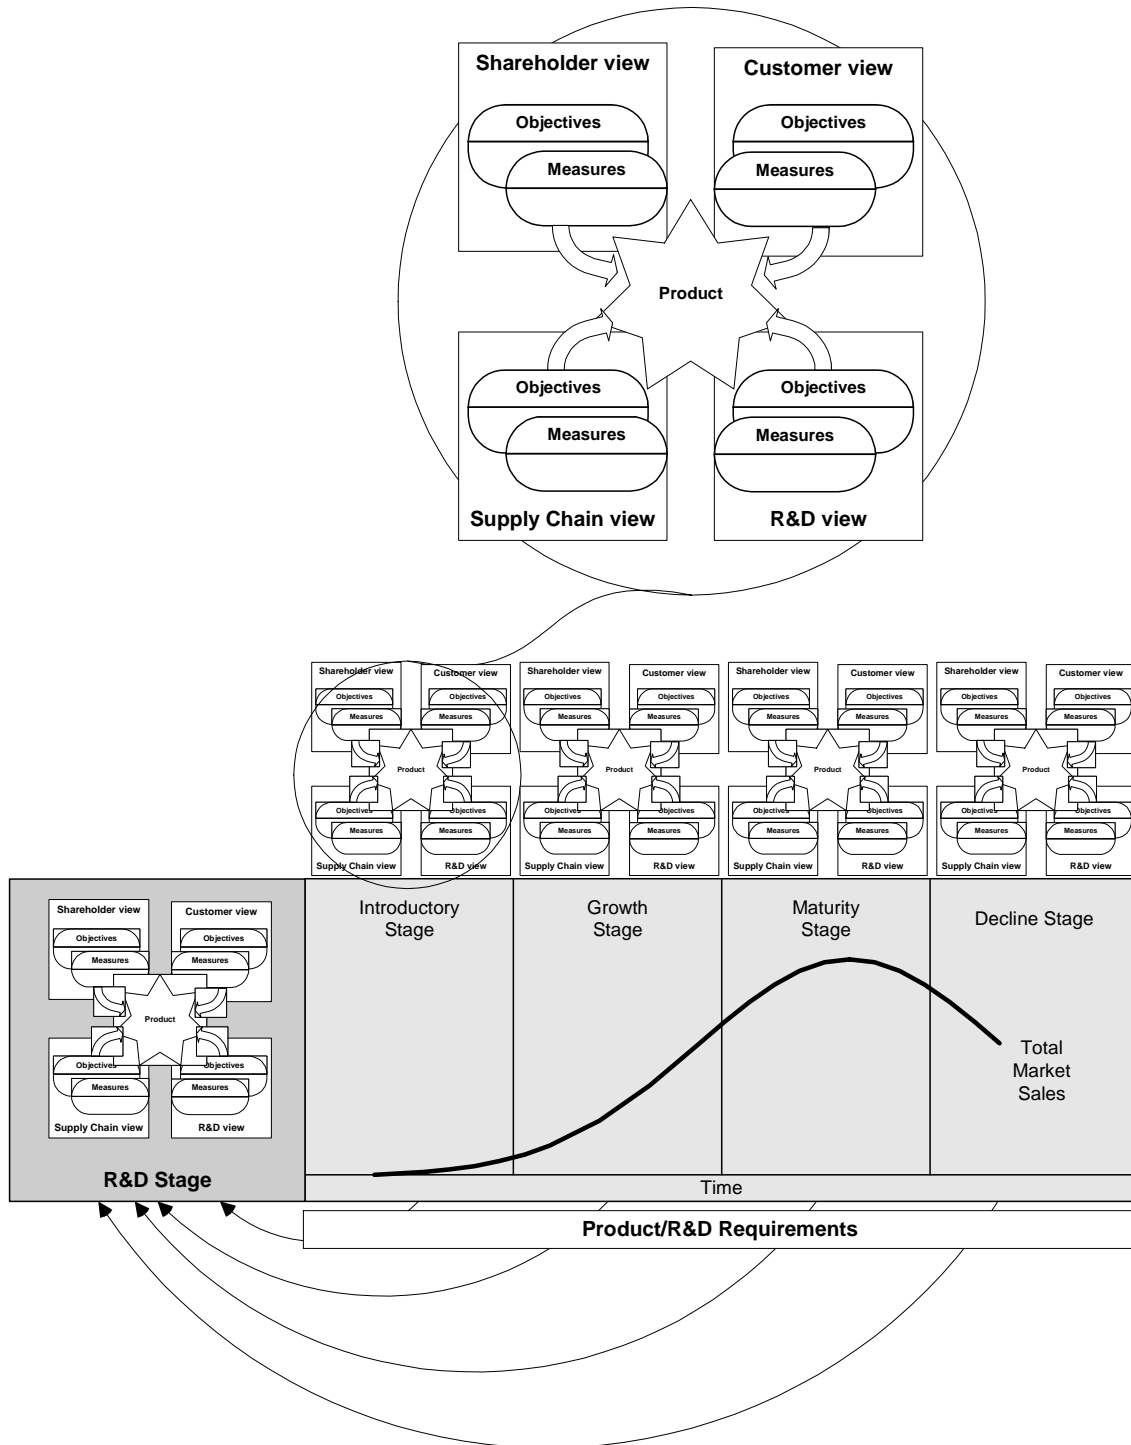 Shareholder view
Customer view
Objectives
Objectives
Measures
Measures
Product
Objectives
Objectives
Measures
Measures
Supply Chain view
R&D view
Shareholder view
Customer view
Shareholder view
Customer view
Shareholder view
Customer view
Shareholder view
Customer view
Objectives
Objectives
Objectives
Objectives
Objectives
Objectives
Objectives
Objectives
Measures
Measures
Measures
Measures
Measures
Measures
Measures
Measures
Product
Product
Product
Product
Objectives
Objectives
Objectives
Objectives
Objectives
Objectives
Objectives
Objectives
Measures
Measures
Measures
Measures
Measures
Measures
Measures
Measures
Supply Chain view
R&D view
Supply Chain view
R&D view
Supply Chain view
R&D view
Supply Chain view
R&D view
Shareholder view
Customer view
Objectives
Objectives
Measures
Measures
Product
Objectives
Objectives
Measures
Measures
Supply Chain view
R&D view
R&D Stage
Introductory
Stage
Growth
Stage
Maturity
Stage
Decline Stage
Total
Market
Sales
Time
Product/R&D Requirements